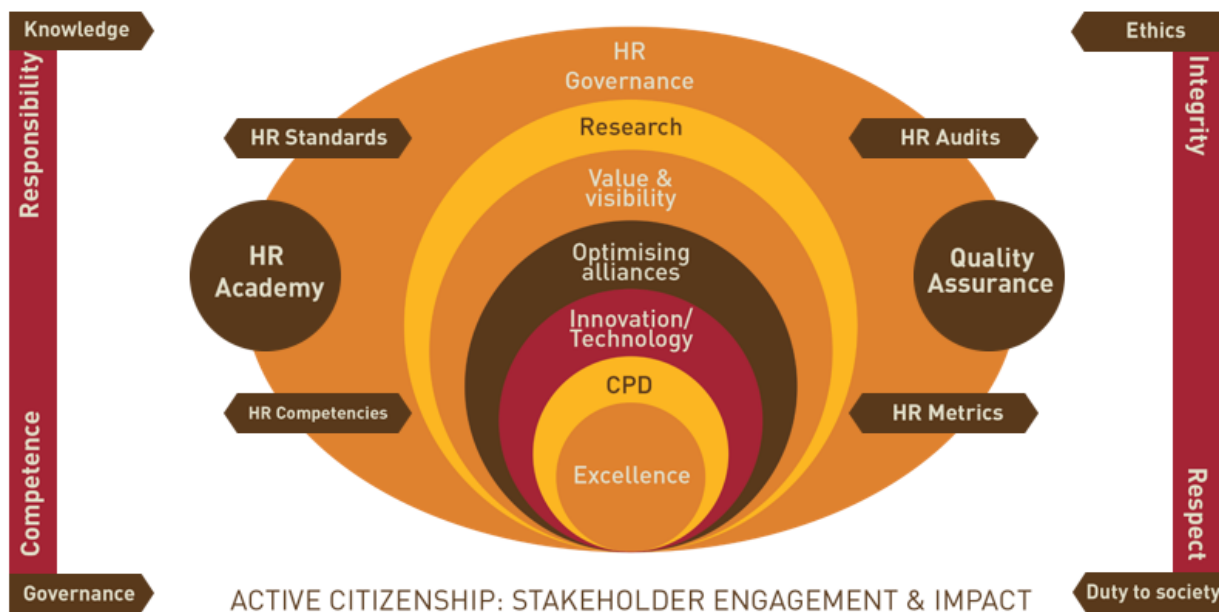 Knowledge
Responsibility
Competence
Governance
HR Standards
HR
Academy
HR Competencies
HR
Governance
Research
Value &
visibility
Optimising
alliances
Innovation/
Technology
CPD
Excellence
HR Audits
Quality
Assurance
HR Metrics
Ethics
Integrity
Respect
Duty to society
ACTIVE CITIZENSHIP: STAKEHOLDER ENGAGEMENT & IMPACT